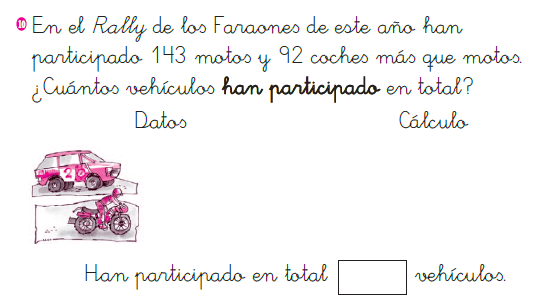 10 En el Rally de los Faraones de este año han
participado 143 motos y 92 coches más que motos.
¿Cuántos vehículos han participado en total?
Datos Cálculo
2
Han participado en total vehículos.